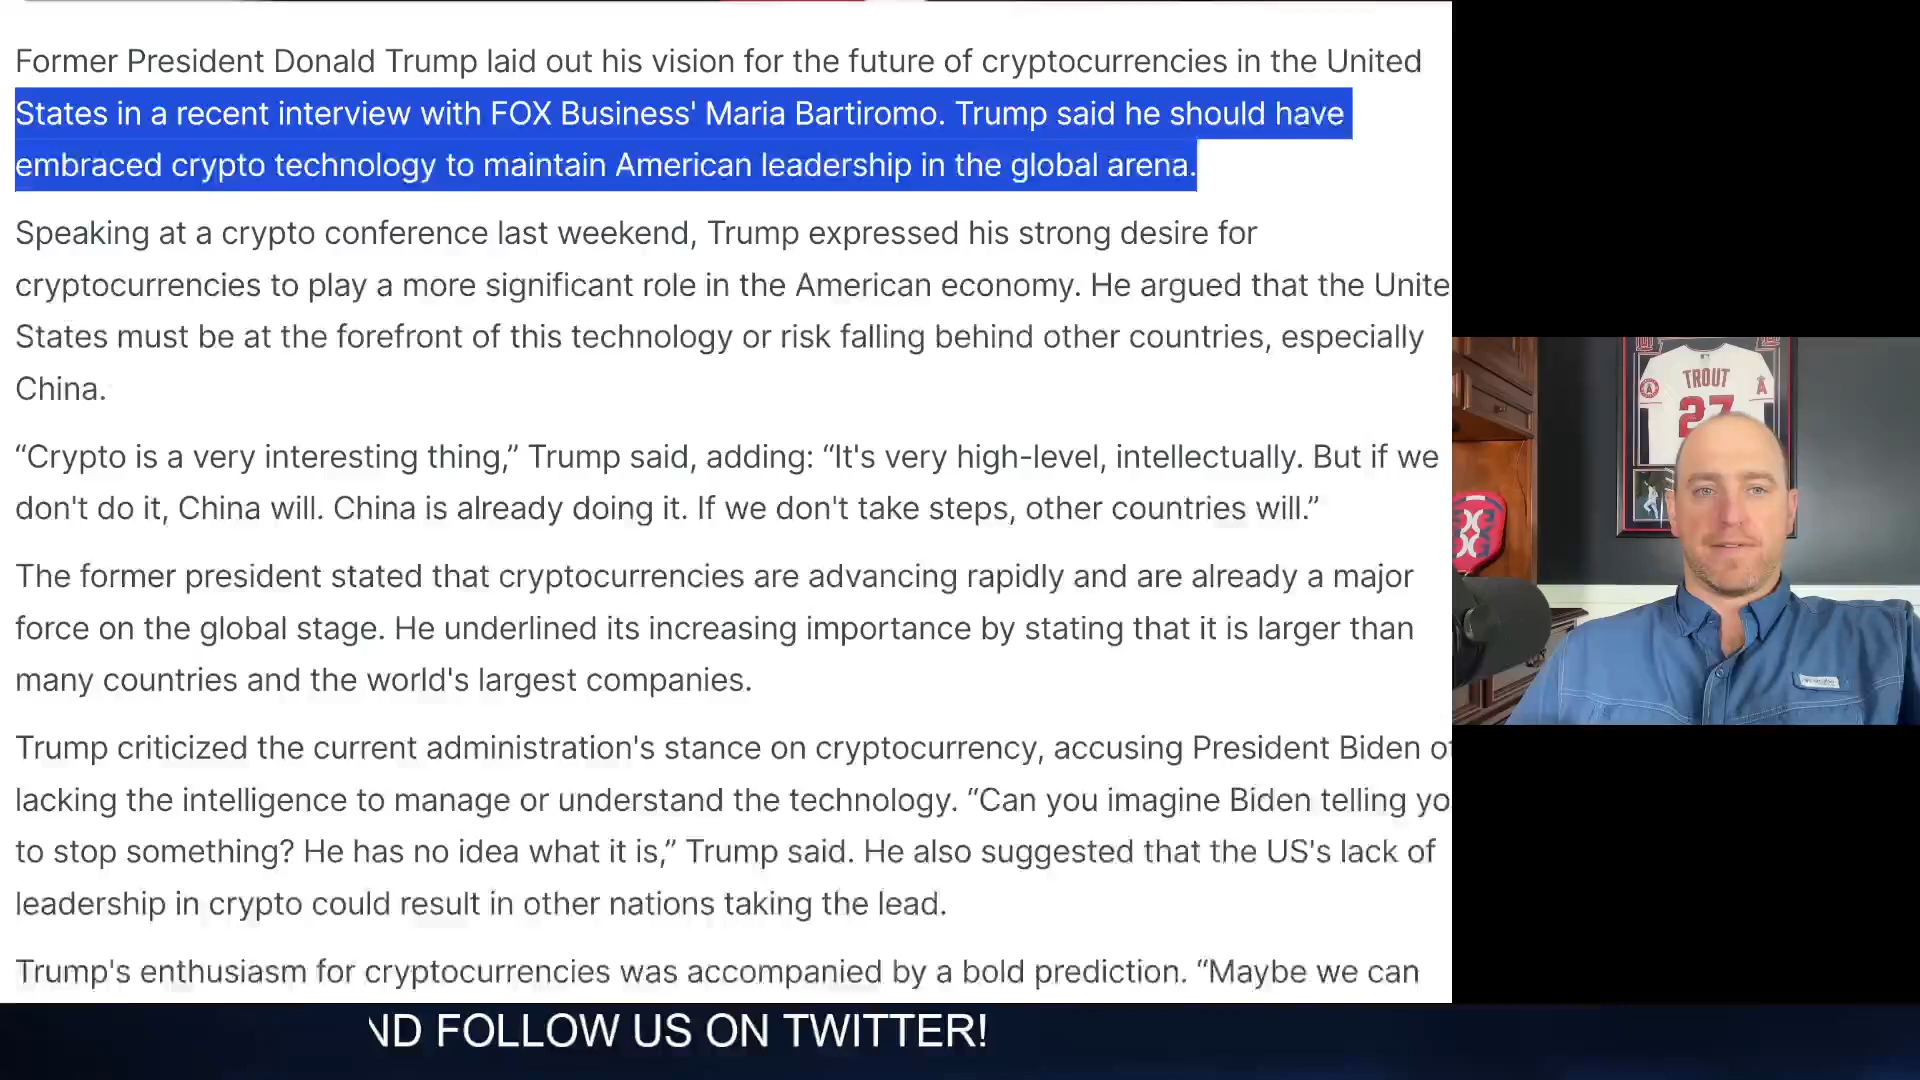 Former President Donald Trump laid out his vision for the future of cryptocurrencies in the United
States in a recent interview with FOX Business' Maria Bartiromo. Trump said he should have
embraced crypto technology to maintain American leadership in the global arena.
Speaking at a crypto conference last weekend, Trump expressed his strong desire for
cryptocurrencies to play a more significant role in the American economy. He argued that the Unite
States must be at the forefront of this technology or risk falling behind other countries, especially
China.
“Crypto is a very interesting thing,” Trump said, adding: “It's very high-level, intellectually. But if we
don't do it, China will. China is already doing it. If we don't take steps, other countries will.”
The former president stated that cryptocurrencies are advancing rapidly and are already a major
force on the global stage. He underlined its increasing importance by stating that it is larger than
many countries and the world's largest companies.
Trump criticized the current administration's stance on cryptocurrency, accusing President Biden of
lacking the intelligence to manage or understand the technology. “Can you imagine Biden telling yo
to stop something? He has no idea what it is,” Trump said. He also suggested that the US's lack of
leadership in crypto could result in other nations taking the lead.
Trump's enthusiasm for cryptocurrencies was accompanied by a bold prediction. “Maybe we can
TROUT
27
ND FOLLOW US ON TWITTER!